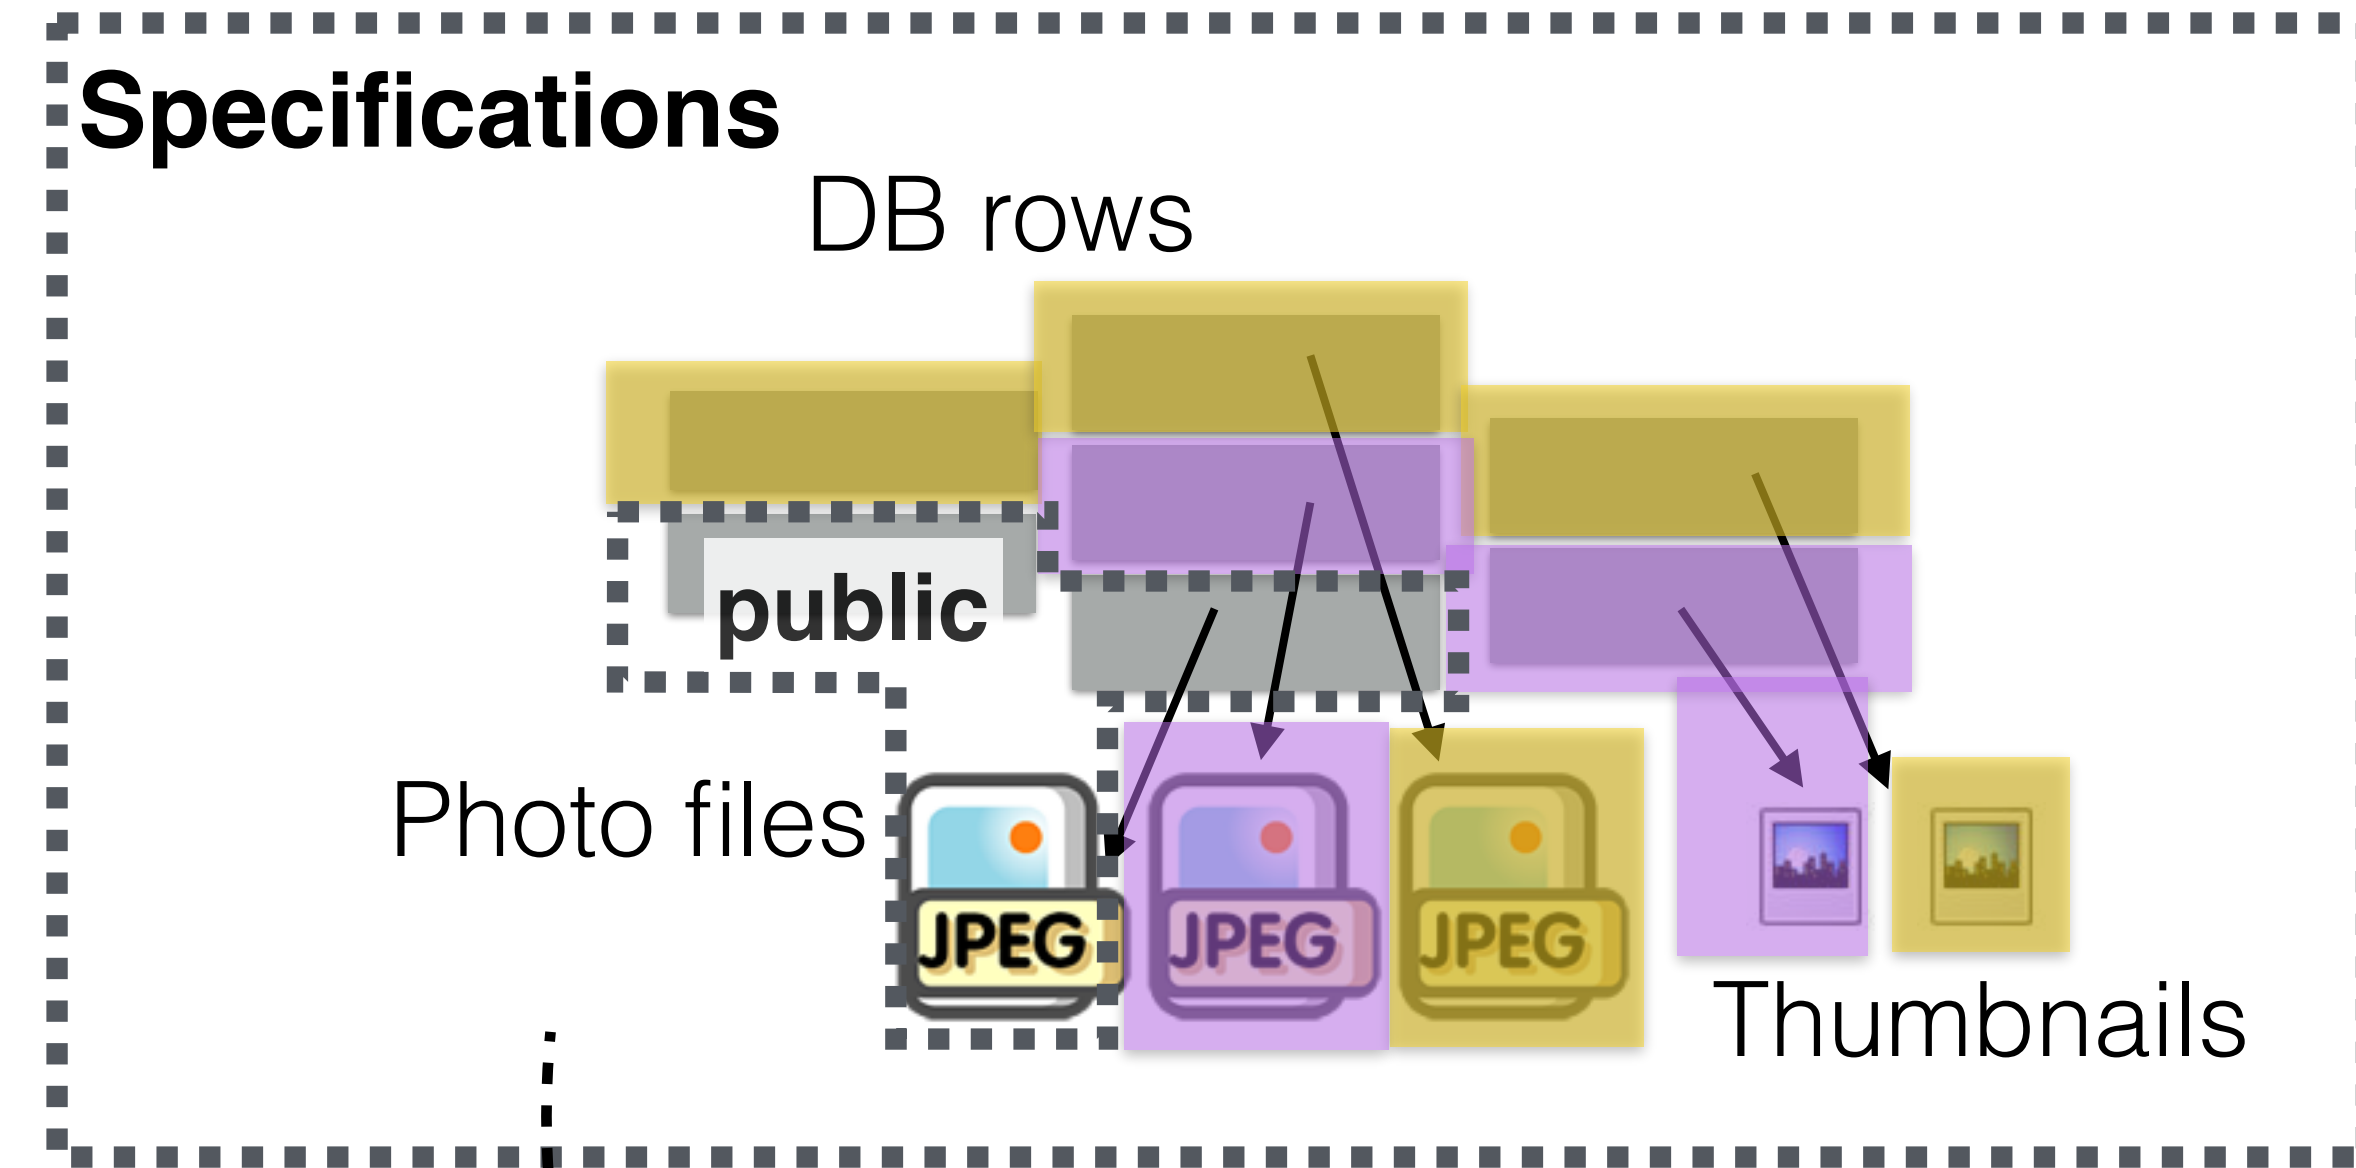 Specifications
DB rows
public
Photo files
JPEG
JPEG
JPEG
Thumbnails